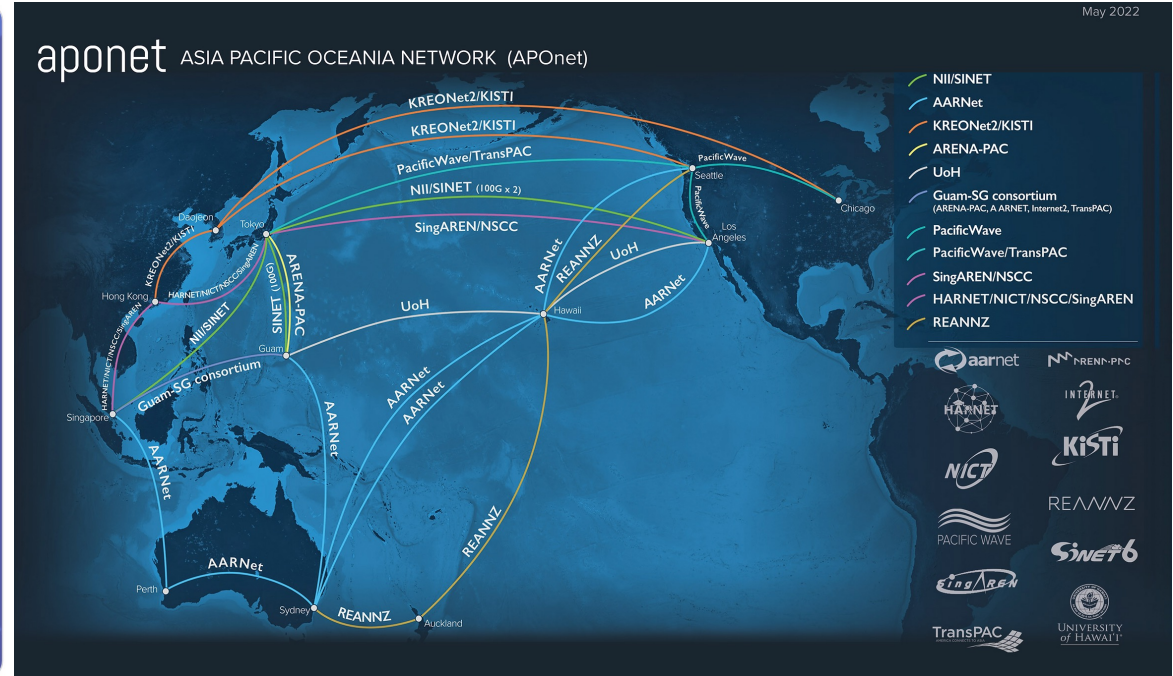 May 2022
aponet ASIA PACIFIC OCEANIA NETWORK (APOnet)
NII/SINET
AARNet
KREONet2/KISTI
ARENA-PAC
UoH
Guam-SG consortium
(ARENA-PAC, A ARNET, Internet2, TransPAC)
PacificWave
PacificWave/TransPAC
SingAREN/NSCC
HARNET/NICT/NSCC/SingAREN
REANNZ
KREONet2/KISTI
KREONet2/KISTI
PacificWave/TransPAC
PacificWave
Seattle
NII/SINET (100G x 2)
PacificWave
Chicago
Daejeon
Tokyo
SingAREN/NSCC
Los
Angeles
KREONet2/KISTI
HARNET/NICT/NSCC/SingAREN
AARNet
REANNZ
UoH
AARNet
Hong Kong
ARENA-PAC
SINET (100G)
NII/SINET
UoH
Hawaii
HARNET/NICT/NSCC/SingAREN
Guam
Guam-SG consortium
AARNet
AARNet
Singapore
AARNet
AARNet
REANNZ
AARNet
Perth
Sydney
REANNZ
Auckland
aarnet
ARENA-PAC
HARNET
INTERNET2
NICT
KiSTi
REANNZ
PACIFIC WAVE
SiNET6
SingAREN
TransPAC
UNIVERSITY
of HAWAI'I